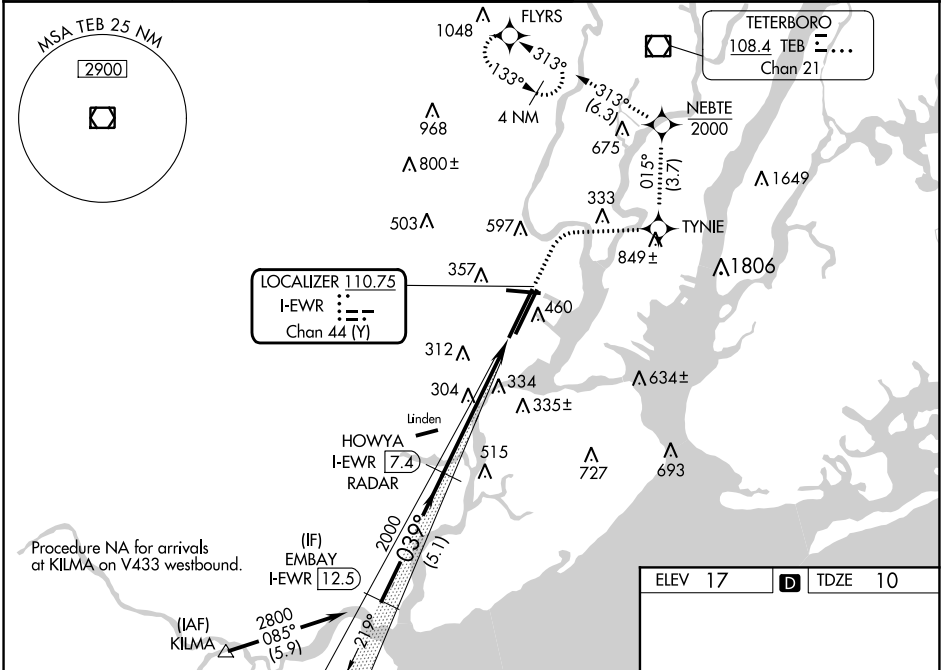 MSA TEB 25 NM
2900
1048
FLYRS
313°
133°
4 NM
313°
(6.3)
TETERBORO
108.4 TEB
Chan 21
NEBTE
2000
968
675
800±
015°
(3.7)
1649
503
597
333
TYNIE
849±
357
1806
LOCALIZER 110.75
I-EWR
Chan 44 (Y)
460
312
304
334
634±
335±
Linden
HOWYA
I-EWR 7.4
RADAR
515
727
693
2000
039°
(5.1)
Procedure NA for arrivals
at KILMA on V433 westbound.
(IF)
EMBAY
I-EWR 12.5
(IAF)
KILMA
2800
085°
(5.9)
219°
ELEV 17
D
TDZE 10